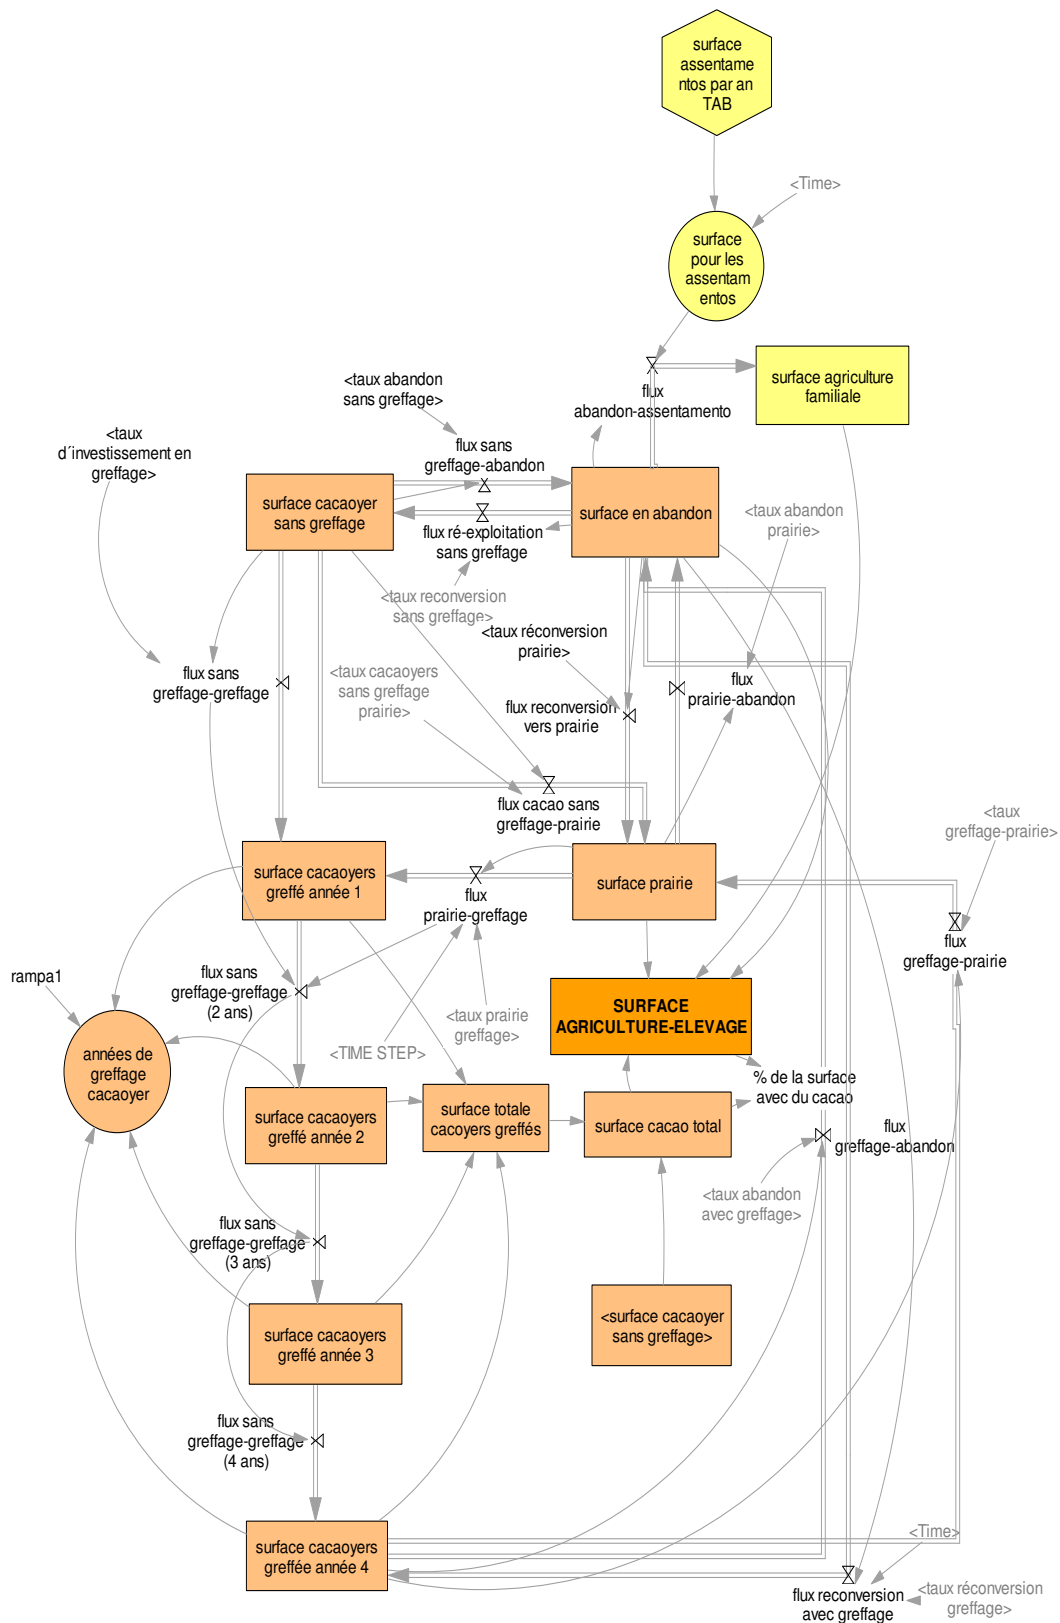 surface
assentame
ntos par an
TAB
<Time>
surface
pour les
assentam
entos
surface agriculture
familiale
flux
abandon-assentamento
<taux abandon
sans greffage>
<taux
d´investissement en
greffage>
flux sans
greffage-abandon
surface cacaoyer
sans greffage
surface en abandon
<taux abandon
prairie>
flux ré-exploitation
sans greffage
<taux reconversion
sans greffage>
<taux réconversion
prairie>
flux sans
greffage-greffage
<taux cacaoyers
sans greffage
prairie>
flux reconversion
vers prairie
flux
prairie-abandon
flux cacao sans
greffage-prairie
<taux
greffage-prairie>
surface cacaoyers
greffé année 1
surface prairie
flux
prairie-greffage
flux
greffage-prairie
rampa1
flux sans
greffage-greffage
(2 ans)
<taux prairie
greffage>
SURFACE
AGRICULTURE-ELEVAGE
<TIME STEP>
années de
greffage
cacaoyer
% de la surface
avec du cacao
surface cacaoyers
greffé année 2
surface totale
cacoyers greffés
surface cacao total
flux
greffage-abandon
<taux abandon
avec greffage>
flux sans
greffage-greffage
(3 ans)
<surface cacaoyer
sans greffage>
surface cacaoyers
greffé année 3
flux sans
greffage-greffage
(4 ans)
surface cacaoyers
greffée année 4
<Time>
flux reconversion
avec greffage
<taux réconversion
greffage>